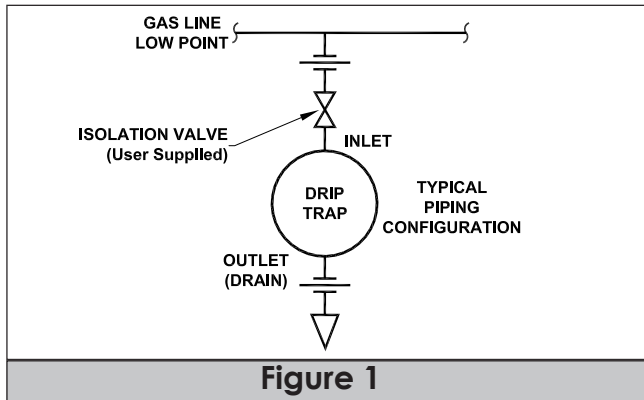 GAS LINE
LOW POINT
ISOLATION VALVE
(User Supplied)
INLET
DRIP
TRAP
TYPICAL
PIPING
CONFIGURATION
OUTLET
(DRAIN)
Figure 1